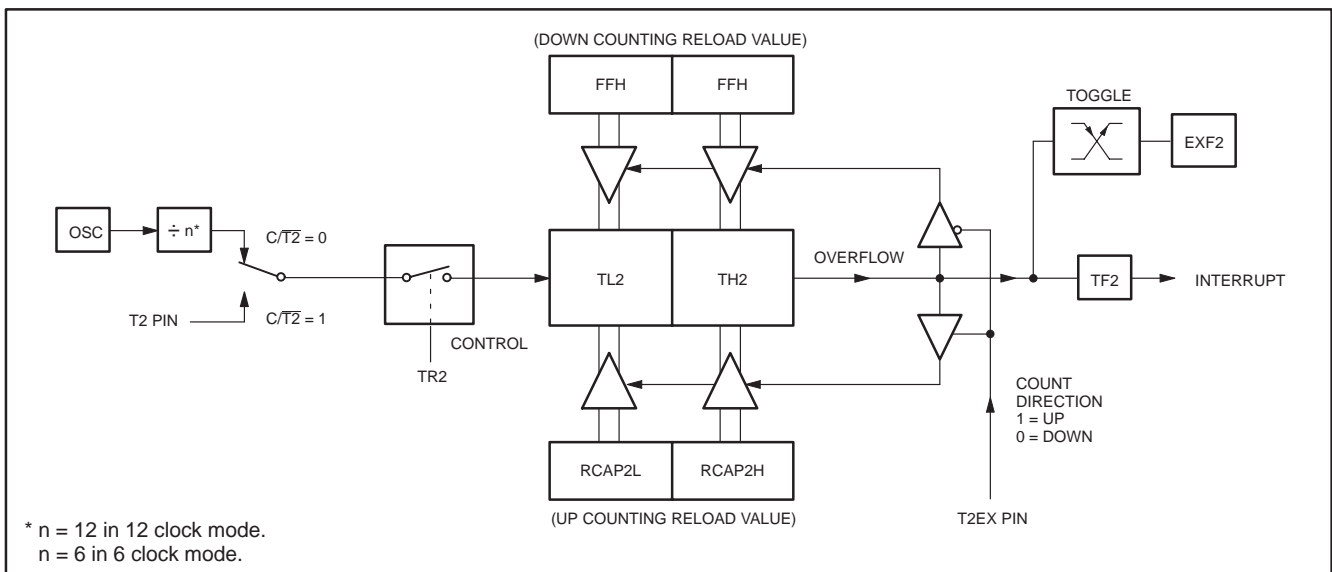 (DOWN COUNTING RELOAD VALUE)
FFH
FFH
TOGGLE
EXF2
OSC
÷ n*
C/T2̅ = 0
TL2
TH2
OVERFLOW
TF2
INTERRUPT
T2 PIN
C/T2̅ = 1
CONTROL
TR2
COUNT
DIRECTION
1 = UP
0 = DOWN
RCAP2L
RCAP2H
(UP COUNTING RELOAD VALUE)
T2EX PIN
* n = 12 in 12 clock mode.
n = 6 in 6 clock mode.